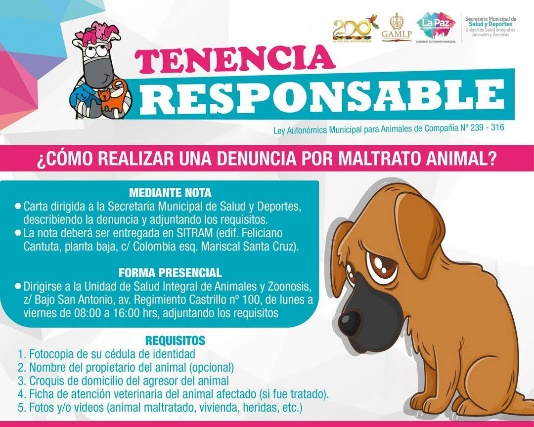 200
GAMLP
La Paz
Secretaría Municipal de
Salud y Deportes
TENENCIA
RESPONSABLE
Ley Autonómica Municipal para Animales de Compañía Nº 239 - 316
¿CÓMO REALIZAR UNA DENUNCIA POR MALTRATO ANIMAL?
MEDIANTE NOTA
● Carta dirigida a la Secretaría Municipal de Salud y Deportes,
describiendo la denuncia y adjuntando los requisitos.
● La nota deberá ser entregada en SITRAM (edif. Feliciano
Cantuta, planta baja, c/ Colombia esq. Mariscal Santa Cruz).
FORMA PRESENCIAL
● Dirigirse a la Unidad de Salud Integral de Animales y Zoonosis,
z/ Bajo San Antonio, av. Regimiento Castrillo nº 100, de lunes a
viernes de 08:00 a 16:00 hrs, adjuntando los requisitos
REQUISITOS
1. Fotocopia de su cédula de identidad
2. Nombre del propietario del animal (opcional)
3. Croquis de domicilio del agresor del animal
4. Ficha de atención veterinaria del animal afectado (si fue tratado).
5. Fotos y/o videos (animal maltratado, vivienda, heridas, etc.)